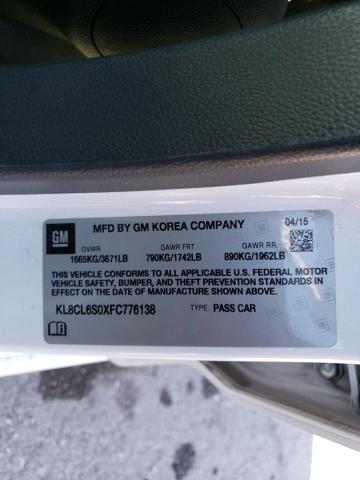 GM
MFD BY GM KOREA COMPANY
04/15
GVWR GAWR FRT. GAWR RR.
1665KG/3671LB 790KG/1742LB 890KG/1962LB
THIS VEHICLE CONFORMS TO ALL APPLICABLE U.S. FEDERAL MOTOR
VEHICLE SAFETY, BUMPER, AND THEFT PREVENTION STANDARDS IN
EFFECT ON THE DATE OF MANUFACTURE SHOWN ABOVE.
KL8CL6S0XFC776138 TYPE: PASS CAR